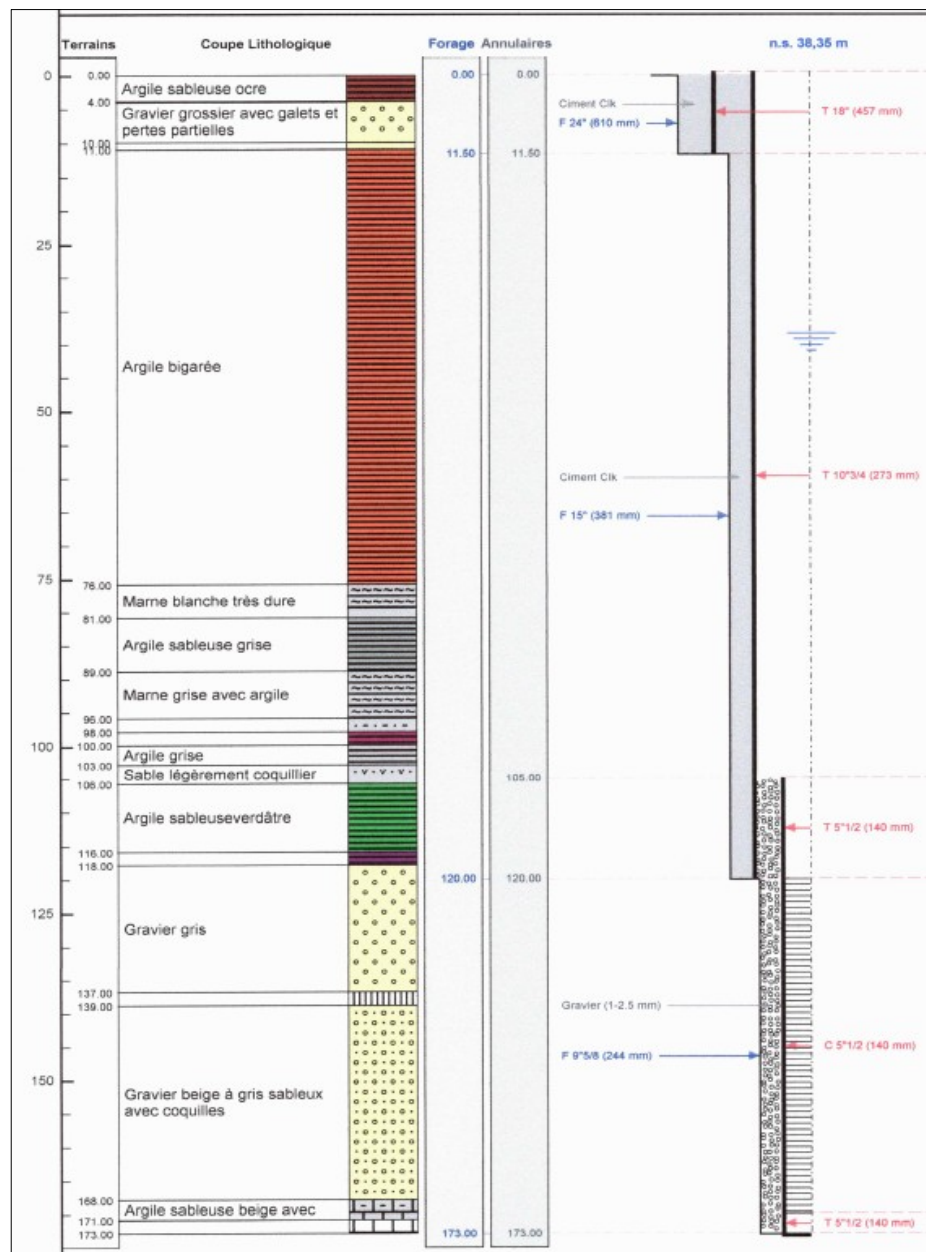 Terrains Coupe Lithologique Forage Annulaires n.s. 38,35 m
0 0.00 0.00 0.00
Argile sableuse ocre
Ciment Clk
T 18" (457 mm)
4.00
Gravier grossier avec galets et
pertes partielles
F 24" (610 mm)
10.00
11.00
11.50 11.50
25
Argile bigarée
50
Ciment Clk
T 10"3/4 (273 mm)
F 15" (381 mm)
75
76.00
Marne blanche très dure
81.00
Argile sableuse grise
89.00
Marne grise avec argile
96.00
98.00
100 100.00
Argile grise
103.00
Sable légèrement coquillier
105.00
106.00
Argile sableuseverdâtre
T 5"1/2 (140 mm)
116.00
118.00
120.00 120.00
125
Gravier gris
137.00
139.00
Gravier (1-2.5 mm)
C 5"1/2 (140 mm)
F 9"5/8 (244 mm)
150
Gravier beige à gris sableux
avec coquilles
168.00
Argile sableuse beige avec
171.00
T 5"1/2 (140 mm)
173.00 173.00 173.00